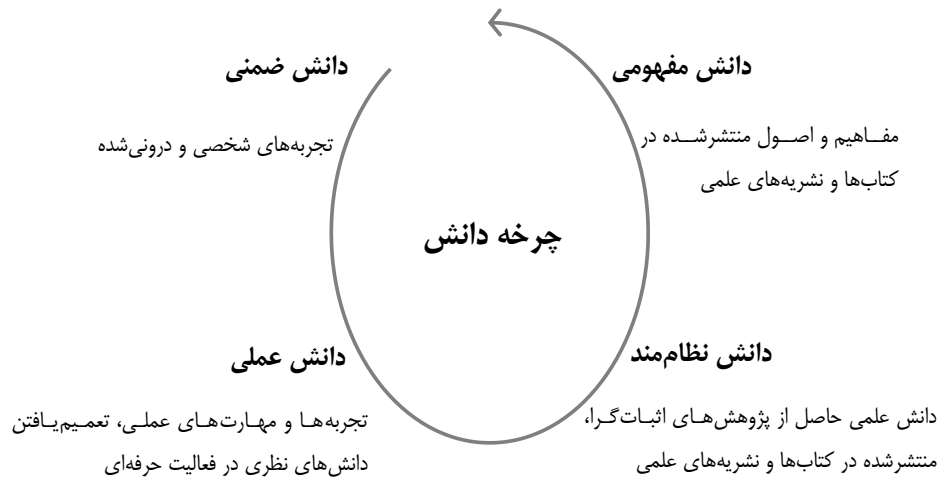 دانش مفهومی
مفاهیم و اصول منتشرشده در
کتاب‌ها و نشریه‌های علمی
دانش ضمنی
تجربه‌های شخصی و درونی‌شده
چرخه دانش
دانش نظام‌مند
دانش علمی حاصل از پژوهش‌های اثبات‌گرا،
منتشرشده در کتاب‌ها و نشریه‌های علمی
دانش عملی
تجربه‌ها و مهارت‌های عملی، تعمیم‌یافتن
دانش‌های نظری در فعالیت حرفه‌ای